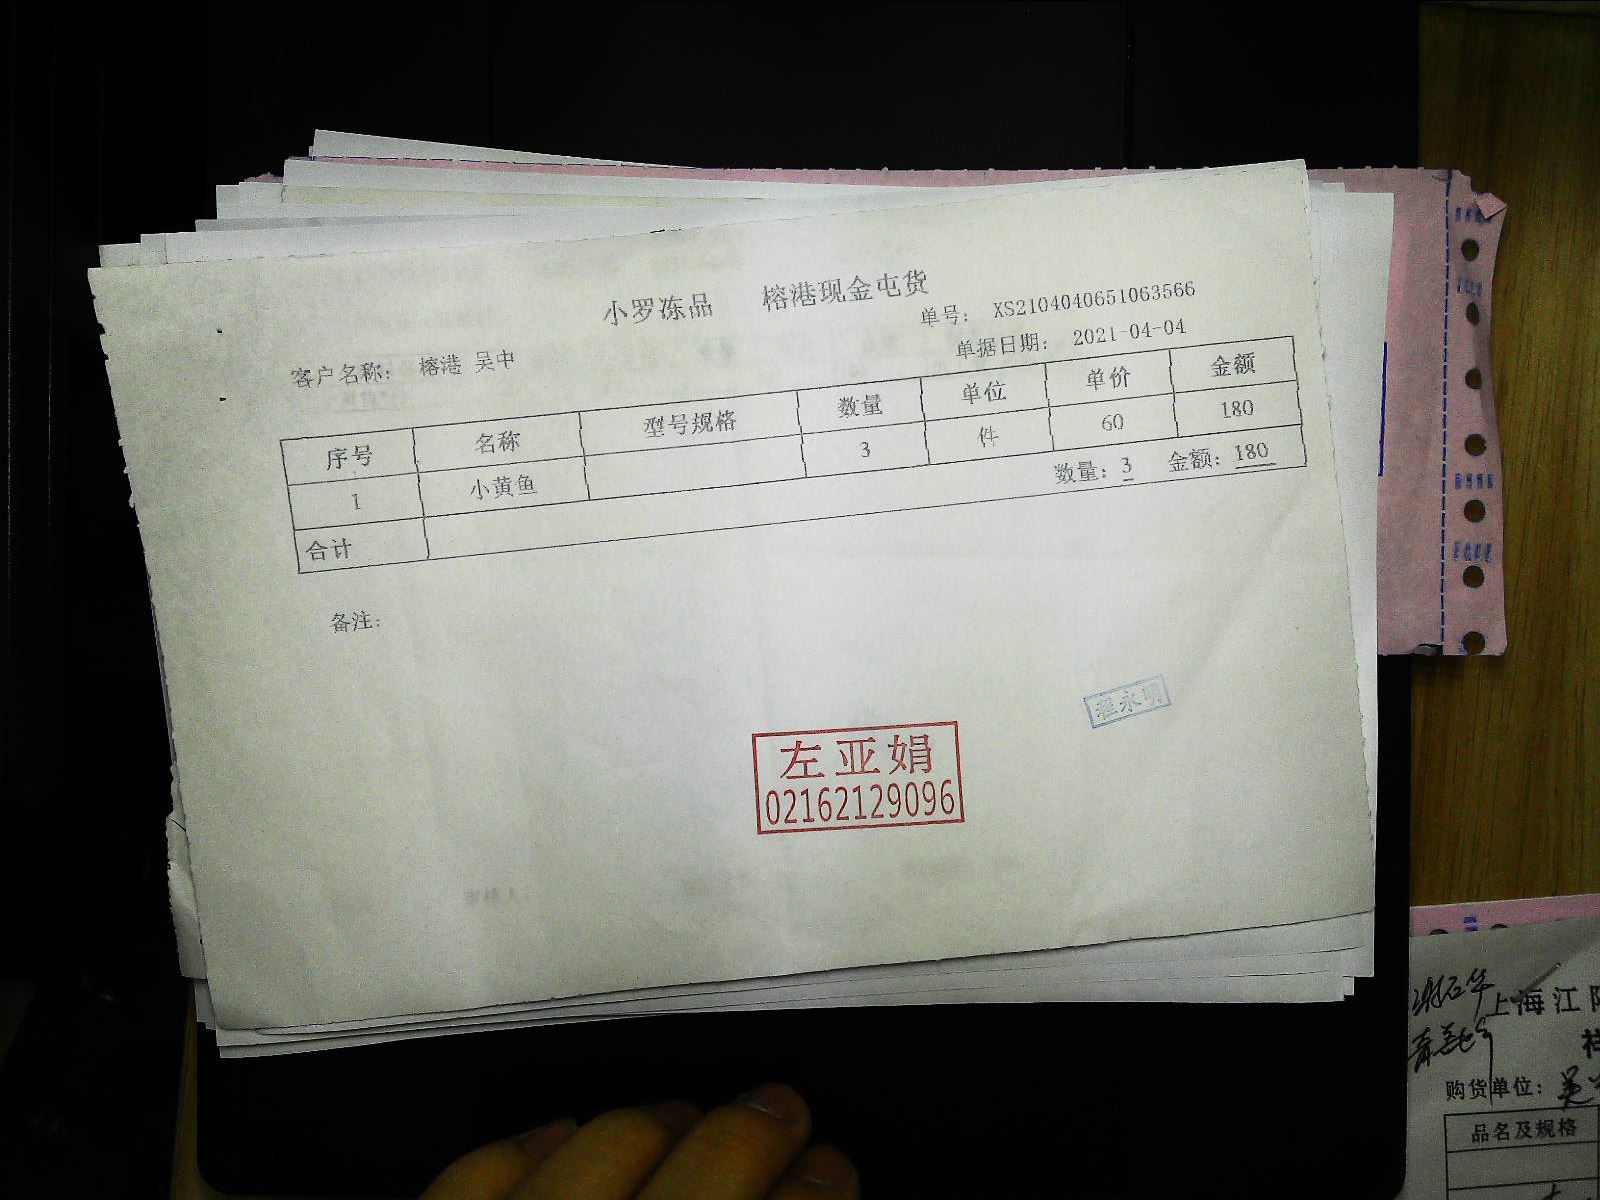 小罗冻品 榕港现金屯货
单号: XS2104040651063566
客户名称: 榕港 吴中 单据日期: 2021-04-04
序号 名称 型号规格 数量 单位 单价 金额
1 小黄鱼 3 件 60 180
合计 数量: 3 金额: 180
备注:
程永明
左亚娟
02162129096
上海江
购货单位:
品名及规格